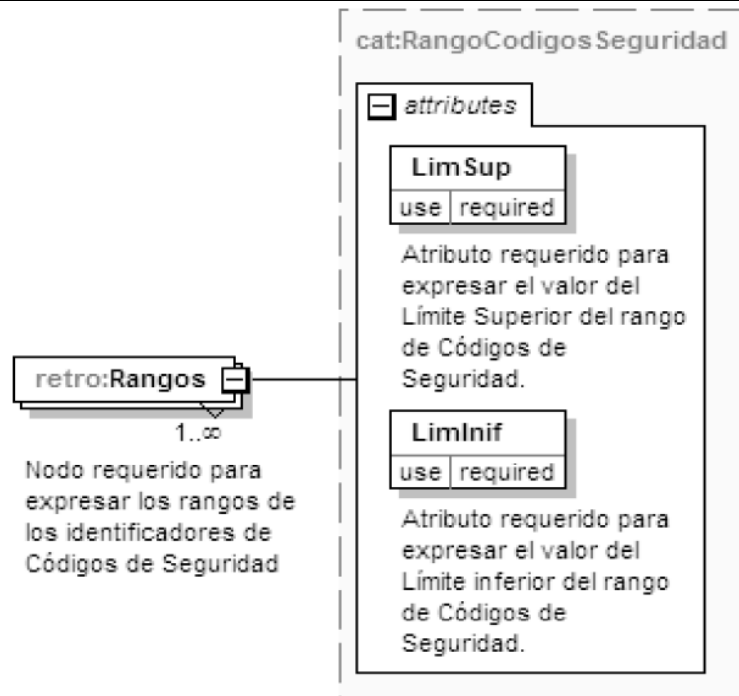 cat:RangoCodigosSeguridad
attributes
LimSup
use required
Atributo requerido para
expresar el valor del
Límite Superior del rango
de Códigos de
Seguridad.
retro:Rangos
1..∞
Nodo requerido para
expresar los rangos de
los identificadores de
Códigos de Seguridad
LimInif
use required
Atributo requerido para
expresar el valor del
Límite inferior del rango
de Códigos de
Seguridad.